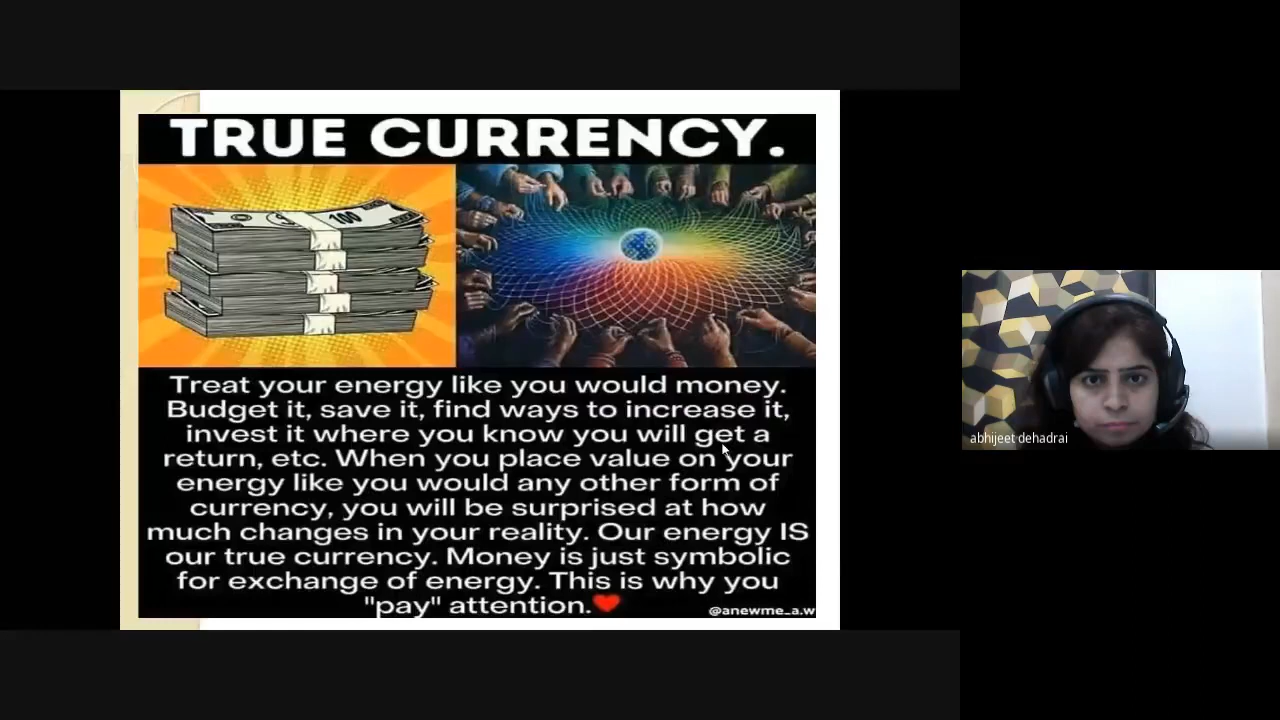 TRUE CURRENCY.
100
Treat your energy like you would money.
Budget it, save it, find ways to increase it,
invest it where you know you will get a
return, etc. When you place value on your
energy like you would any other form of
currency, you will be surprised at how
much changes in your reality. Our energy IS
our true currency. Money is just symbolic
for exchange of energy. This is why you
"pay" attention.❤
@anewme_a.w
abhijeet dehadrai